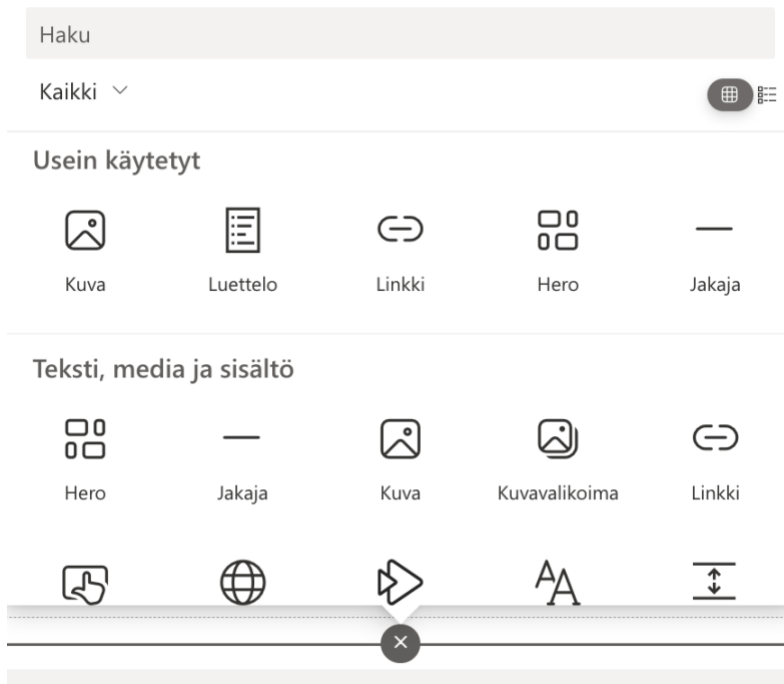 Haku
Kaikki
Usein käytetyt
Kuva Luettelo Linkki Hero Jakaja
Teksti, media ja sisältö
Hero Jakaja Kuva Kuvavalikoima Linkki